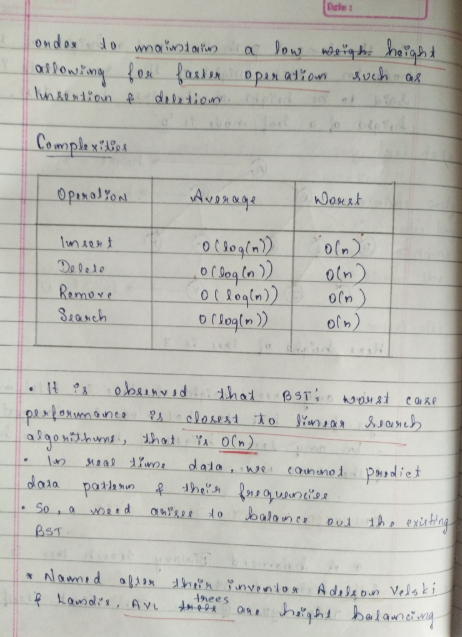 Date :
order to maintain a low weigh height
allowing for faster operation such as
Insertion & deletion
Complexities
Operation Average Worst
Insert O(log(n)) O(n)
Delete O(log(n)) O(n)
Remove O(log(n)) O(n)
Search O(log(n)) O(n)
• It is observed that BST's worst case
performance is closest to linear search
algorithms, that is O(n)
• In real time data, we cannot predict
data pattern & their frequencies
• So, a need arises to balance out the existing
BST
• Named after their inventor Adelson Velski
& Landis, AVL trees are height balancing